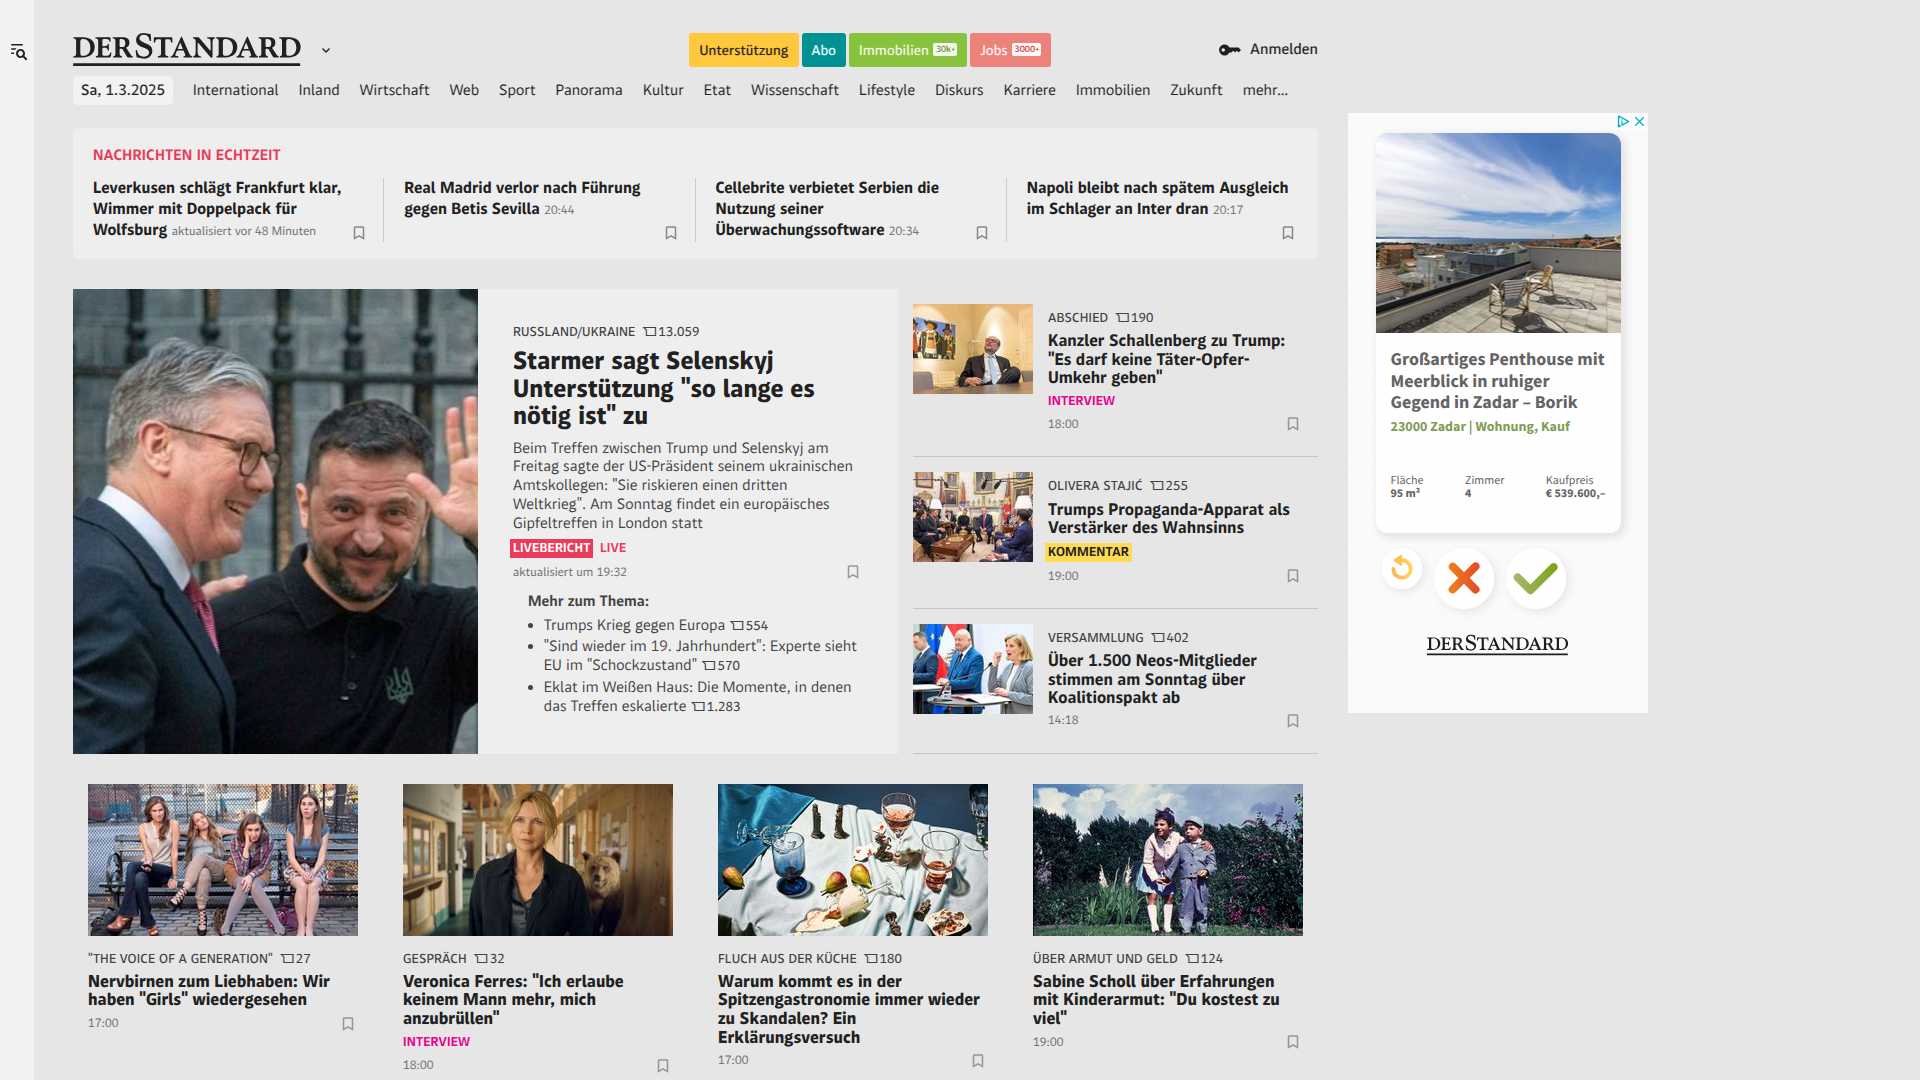 DERSTANDARD
Unterstützung
Abo
Immobilien 30k+
Jobs 3000+
Anmelden
Sa, 1.3.2025
International
Inland
Wirtschaft
Web
Sport
Panorama
Kultur
Etat
Wissenschaft
Lifestyle
Diskurs
Karriere
Immobilien
Zukunft
mehr...
NACHRICHTEN IN ECHTZEIT
Leverkusen schlägt Frankfurt klar,
Wimmer mit Doppelpack für
Wolfsburg aktualisiert vor 48 Minuten
Real Madrid verlor nach Führung
gegen Betis Sevilla 20:44
Cellebrite verbietet Serbien die
Nutzung seiner
Überwachungssoftware 20:34
Napoli bleibt nach spätem Ausgleich
im Schlager an Inter dran 20:17
RUSSLAND/UKRAINE 13.059
Starmer sagt Selenskyj
Unterstützung "so lange es
nötig ist" zu
Beim Treffen zwischen Trump und Selenskyj am
Freitag sagte der US-Präsident seinem ukrainischen
Amtskollegen: "Sie riskieren einen dritten
Weltkrieg". Am Sonntag findet ein europäisches
Gipfeltreffen in London statt
LIVEBERICHT LIVE
aktualisiert um 19:32
Mehr zum Thema:
• Trumps Krieg gegen Europa 554
• "Sind wieder im 19. Jahrhundert": Experte sieht
EU im "Schockzustand" 570
• Eklat im Weißen Haus: Die Momente, in denen
das Treffen eskalierte 1.283
ABSCHIED 190
Kanzler Schallenberg zu Trump:
"Es darf keine Täter-Opfer-
Umkehr geben"
INTERVIEW
18:00
OLIVERA STAJIĆ 255
Trumps Propaganda-Apparat als
Verstärker des Wahnsinns
KOMMENTAR
19:00
VERSAMMLUNG 402
Über 1.500 Neos-Mitglieder
stimmen am Sonntag über
Koalitionspakt ab
14:18
Großartiges Penthouse mit
Meerblick in ruhiger
Gegend in Zadar – Borik
23000 Zadar | Wohnung, Kauf
Fläche
95 m²
Zimmer
4
Kaufpreis
€ 539.600,–
DERSTANDARD
"THE VOICE OF A GENERATION" 27
Nervbirnen zum Liebhaben: Wir
haben "Girls" wiedergesehen
17:00
GESPRÄCH 32
Veronica Ferres: "Ich erlaube
keinem Mann mehr, mich
anzubrüllen"
INTERVIEW
18:00
FLUCH AUS DER KÜCHE 180
Warum kommt es in der
Spitzengastronomie immer wieder
zu Skandalen? Ein
Erklärungsversuch
17:00
ÜBER ARMUT UND GELD 124
Sabine Scholl über Erfahrungen
mit Kinderarmut: "Du kostest zu
viel"
19:00